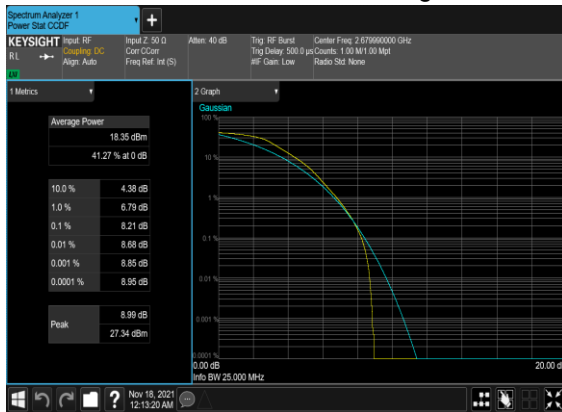 Spectrum Analyzer 1
Power Stat CCDF
KEYSIGHT
RL
Input: RF
Coupling: DC
Align: Auto
Input Z: 50 Ω
Corr CCorr
Freq Ref: Int (S)
Atten: 40 dB
Trig: RF Burst
Trig Delay: 500.0 µs
#IF Gain: Low
Center Freq: 2.679990000 GHz
Counts: 1.00 M/1.00 Mpt
Radio Std: None
1 Metrics
Average Power
18.35 dBm
41.27 % at 0 dB
10.0 % 4.38 dB
1.0 % 6.79 dB
0.1 % 8.21 dB
0.01 % 8.68 dB
0.001 % 8.85 dB
0.0001 % 8.95 dB
Peak
8.99 dB
27.34 dBm
2 Graph
Gaussian
100 %
10 %
1 %
0.1 %
0.01 %
0.001 %
0.0001 %
0.00 dB
20.00 d
Info BW 25.000 MHz
?
Nov 18, 2021
12:13:20 AM